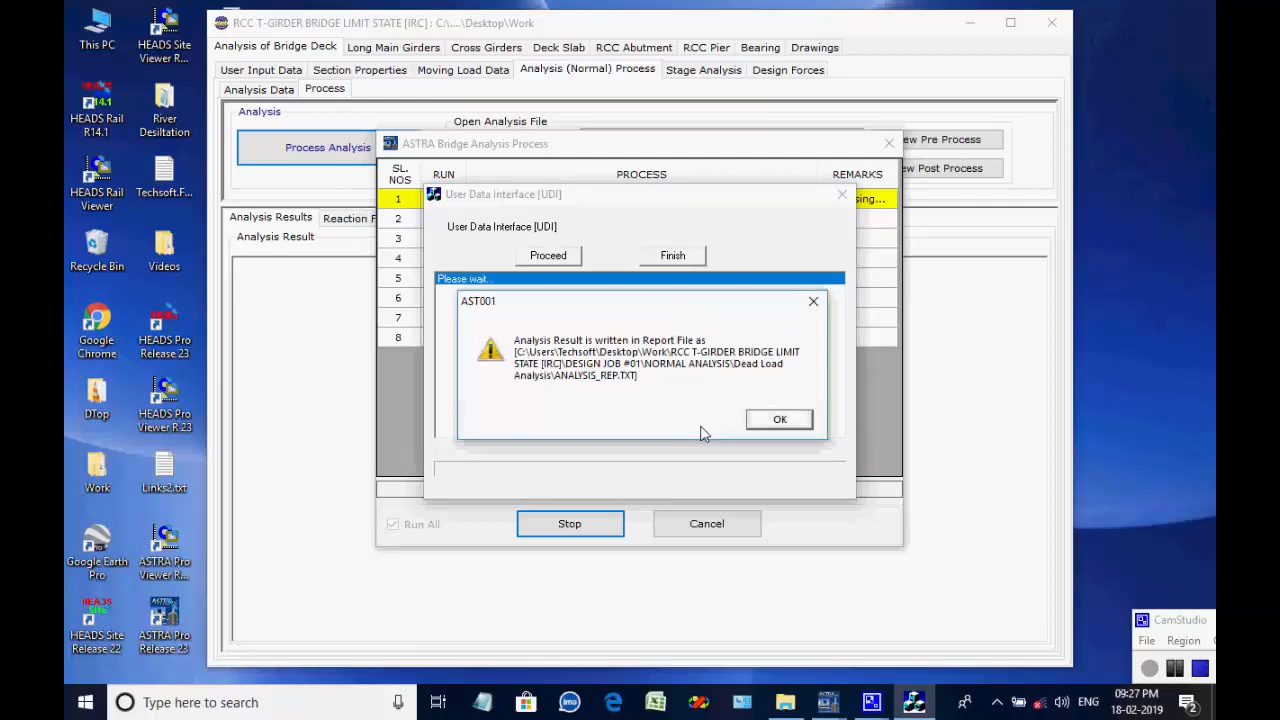 This PC
HEADS Site
Viewer R...
HEADS Rail
R14.1
River
Desiltation
HEADS Rail
Viewer
Techsoft.F...
Recycle Bin
Videos
Google
Chrome
HEADS Pro
Release 23
DTop
HEADS Pro
Viewer R 23
Work
Links2.txt
Google Earth
Pro
ASTRA Pro
Viewer R...
HEADS Site
Release 22
ASTRA Pro
Release 23
RCC T-GIRDER BRIDGE LIMIT STATE [IRC] : C:\....\Desktop\Work
Analysis of Bridge Deck Long Main Girders Cross Girders Deck Slab RCC Abutment RCC Pier Bearing Drawings
User Input Data Section Properties Moving Load Data Analysis (Normal) Process Stage Analysis Design Forces
Analysis Data Process
Analysis
Open Analysis File
Process Analysis
ew Pre Process
ew Post Process
Analysis Results Reaction F
Analysis Result
ASTRA Bridge Analysis Process
SL.
NOS
RUN PROCESS REMARKS
1
sing...
2
3
4
5
6
7
8
User Data Interface [UDI]
User Data Interface [UDI]
Proceed Finish
Please wait...
AST001
Analysis Result is written in Report File as
[C:\Users\Techsoft\Desktop\Work\RCC T-GIRDER BRIDGE LIMIT
STATE [IRC]\DESIGN JOB #01\NORMAL ANALYSIS\Dead Load
Analysis\ANALYSIS_REP.TXT]
OK
Run All Stop Cancel
CamStudio
File Region
Type here to search
ENG
09:27 PM
18-02-2019
2